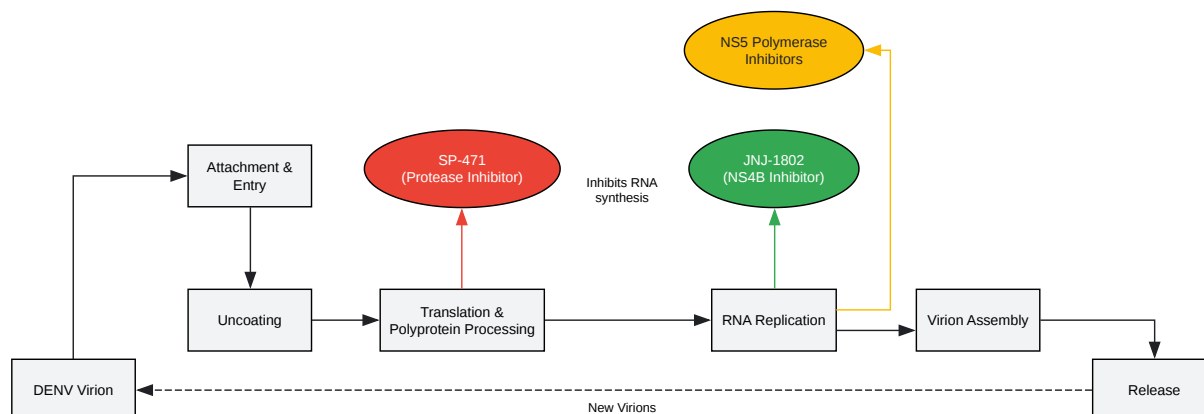 NS5 Polymerase
Inhibitors
Attachment &
Entry
SP-471
(Protease Inhibitor)
Inhibits RNA
synthesis
JNJ-1802
(NS4B Inhibitor)
Uncoating
Translation &
Polyprotein Processing
RNA Replication
Virion Assembly
DENV Virion
Release
New Virions